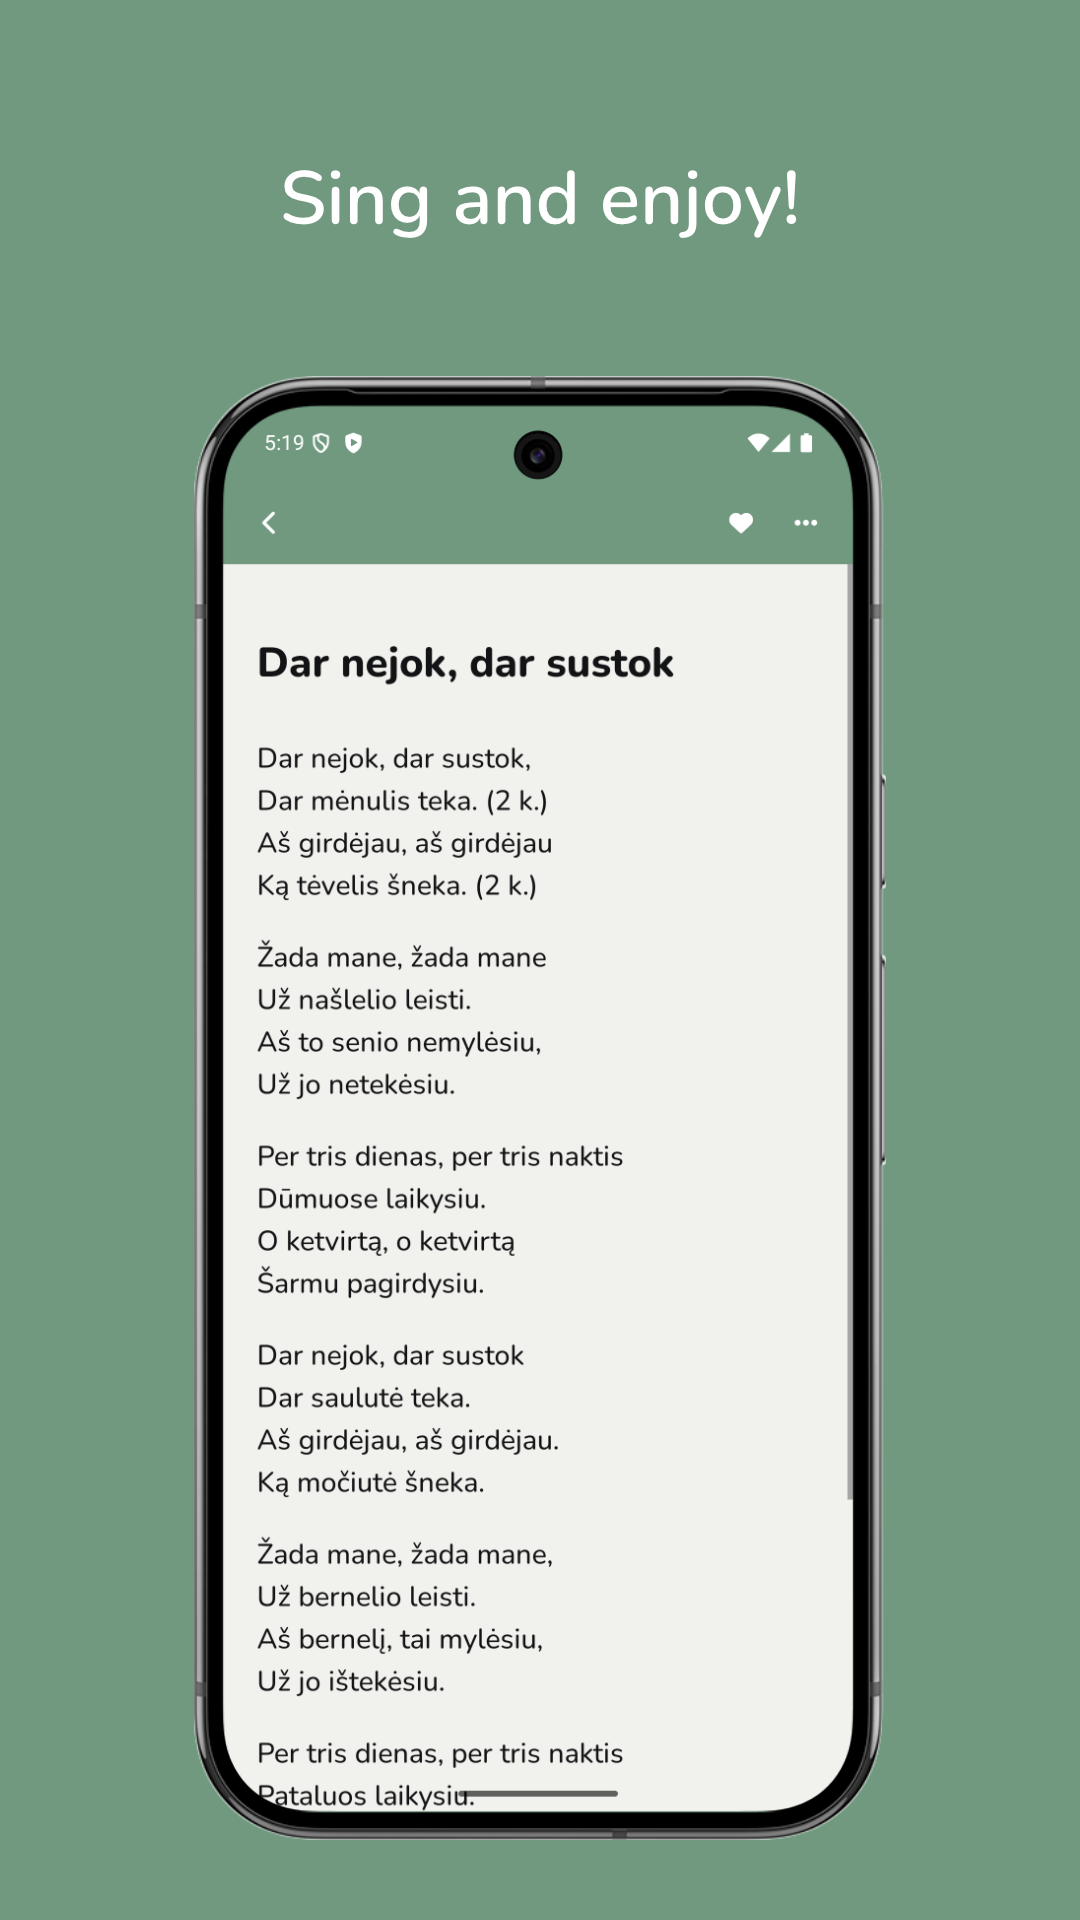 Sing and enjoy!
5:19
Dar nejok, dar sustok
Dar nejok, dar sustok,
Dar mėnulis teka. (2 k.)
Aš girdėjau, aš girdėjau
Ką tėvelis šneka. (2 k.)
Žada mane, žada mane
Už našlelio leisti.
Aš to senio nemylėsiu,
Už jo netekėsiu.
Per tris dienas, per tris naktis
Dūmuose laikysiu.
O ketvirtą, o ketvirtą
Šarmu pagirdysiu.
Dar nejok, dar sustok
Dar saulutė teka.
Aš girdėjau, aš girdėjau.
Ką močiutė šneka.
Žada mane, žada mane,
Už bernelio leisti.
Aš bernelį, tai mylėsiu,
Už jo ištekėsiu.
Per tris dienas, per tris naktis
Pataluos laikysiu.